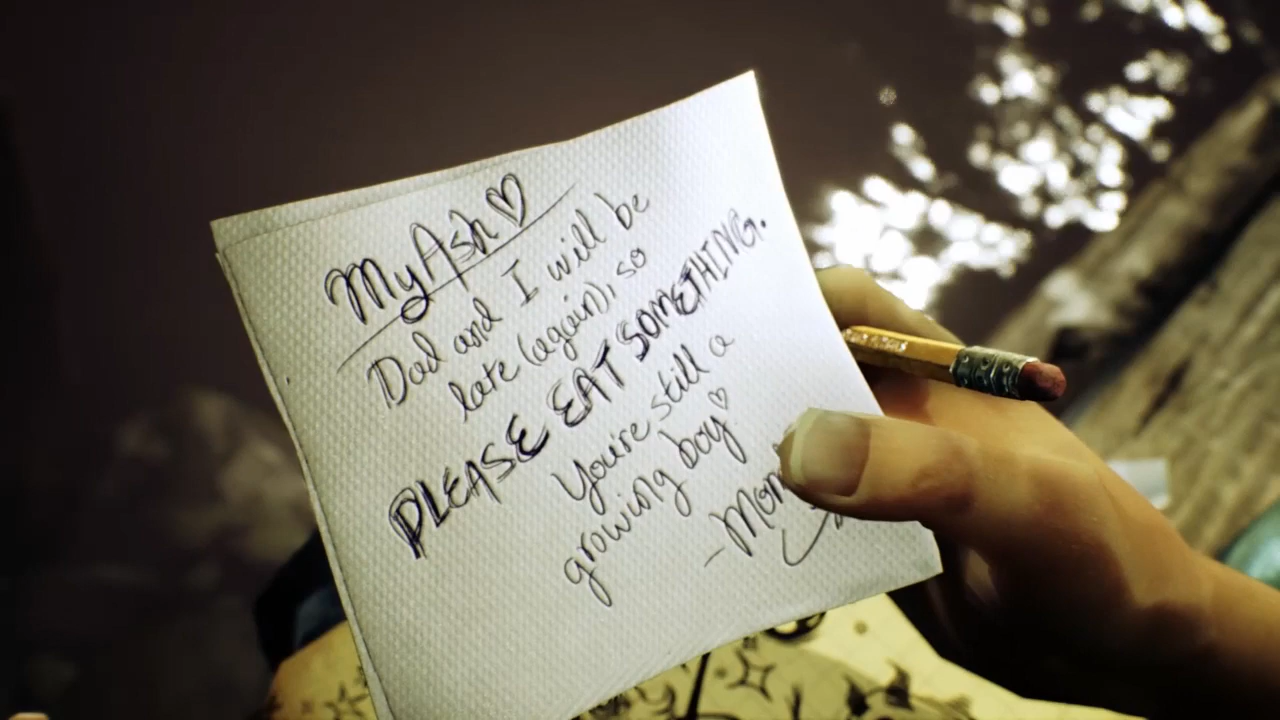 My Ash♡
Dad and I will be
late (again), so
PLEASE EAT SOMETHING.
You're still a
growing boy♡
-Mom